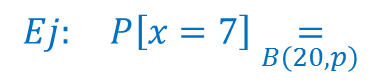 Ej: P[x = 7] =
B(20,p)